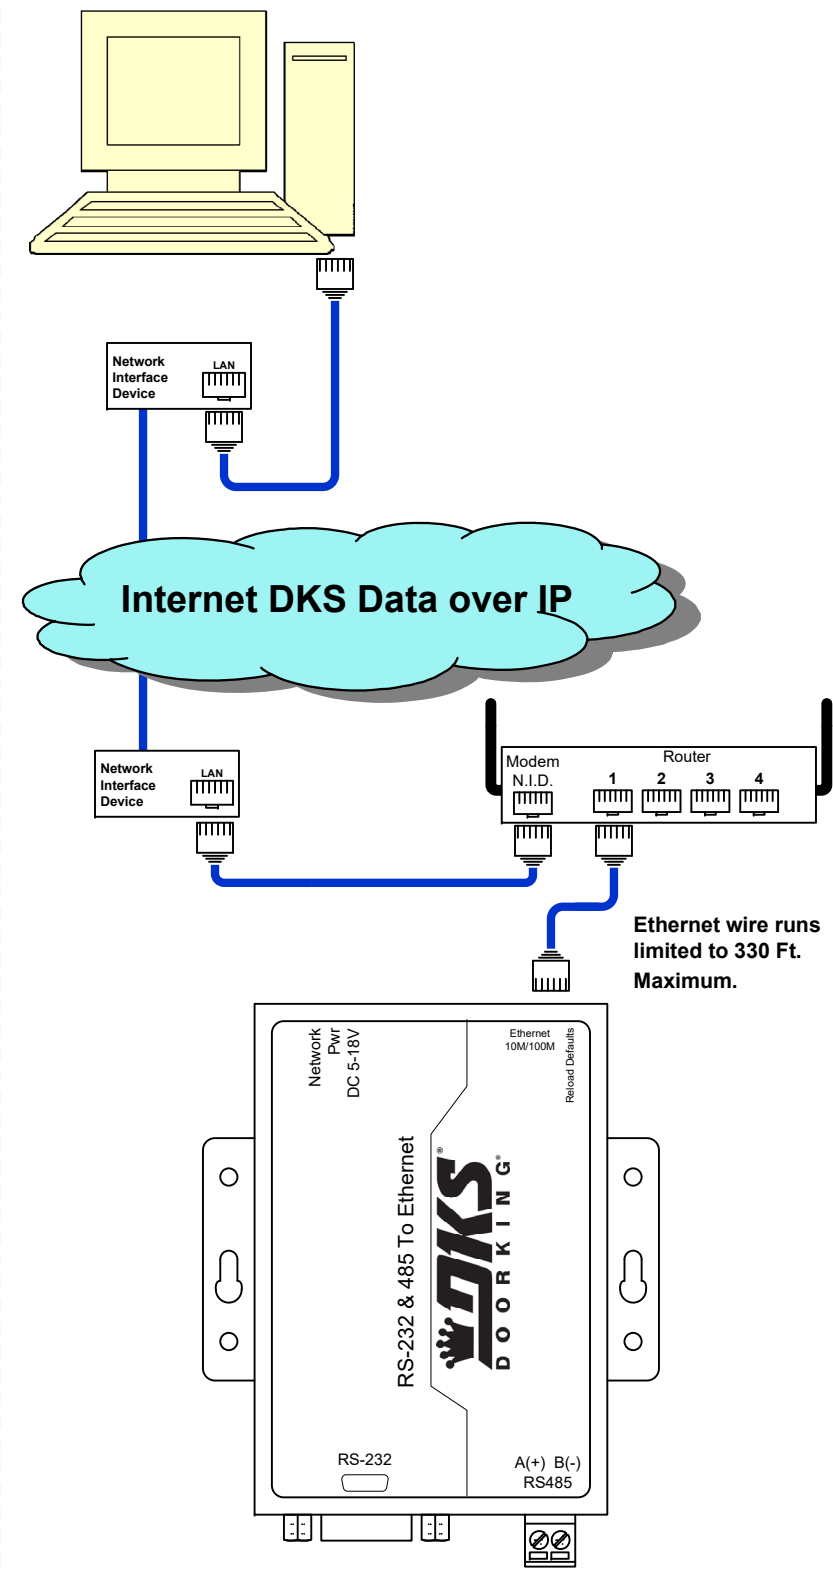 Network
Interface
Device
LAN
Internet DKS Data over IP
Network
Interface
Device
LAN
Modem
N.I.D.
Router
1 2 3 4
Ethernet wire runs
limited to 330 Ft.
Maximum.
Network
Pwr
DC 5-18V
Ethernet
10M/100M
Reload Defaults
RS-232 & 485 To Ethernet
DKS®
DOORKING®
RS-232
A(+) B(-)
RS485